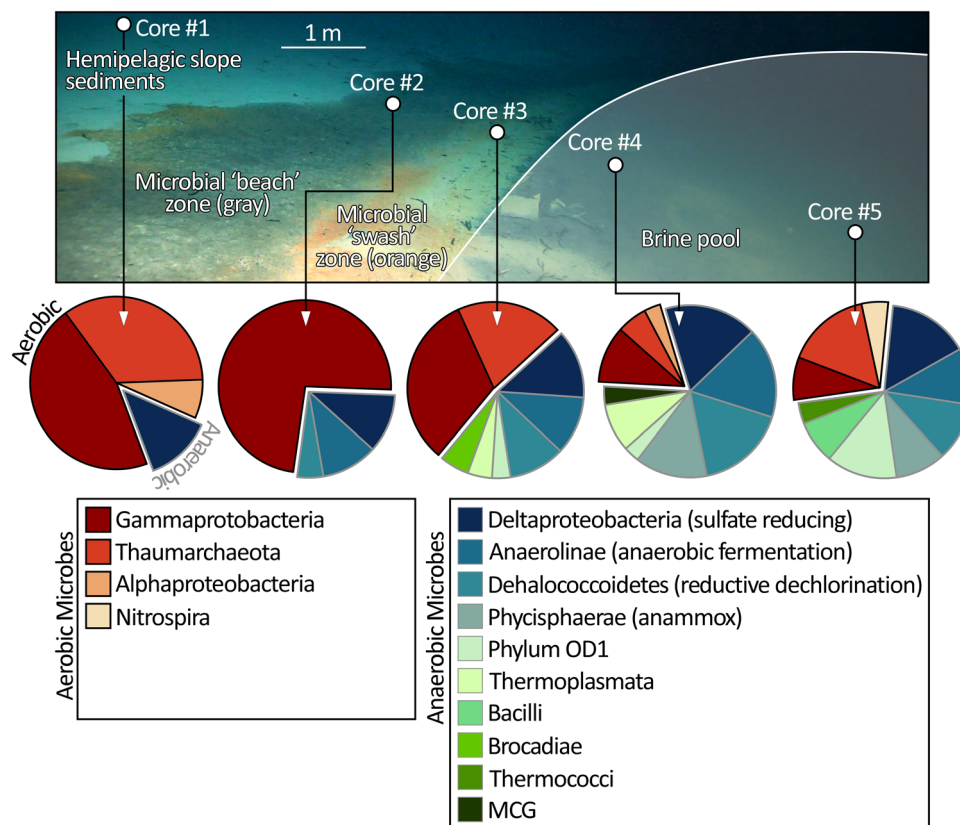 Core #1
1 m
Hemipelagic slope
sediments
Core #2
Core #3
Core #4
Microbial ‘beach’
zone (gray)
Microbial
‘swash’
zone (orange)
Core #5
Brine pool
Aerobic
Anaerobic
Aerobic Microbes
Gammaprotobacteria
Thaumarchaeota
Alphaproteobacteria
Nitrospira
Anaerobic Microbes
Deltaproteobacteria (sulfate reducing)
Anaerolinae (anaerobic fermentation)
Dehalococcoidetes (reductive dechlorination)
Phycisphaerae (anammox)
Phylum OD1
Thermoplasmata
Bacilli
Brocadiae
Thermococci
MCG